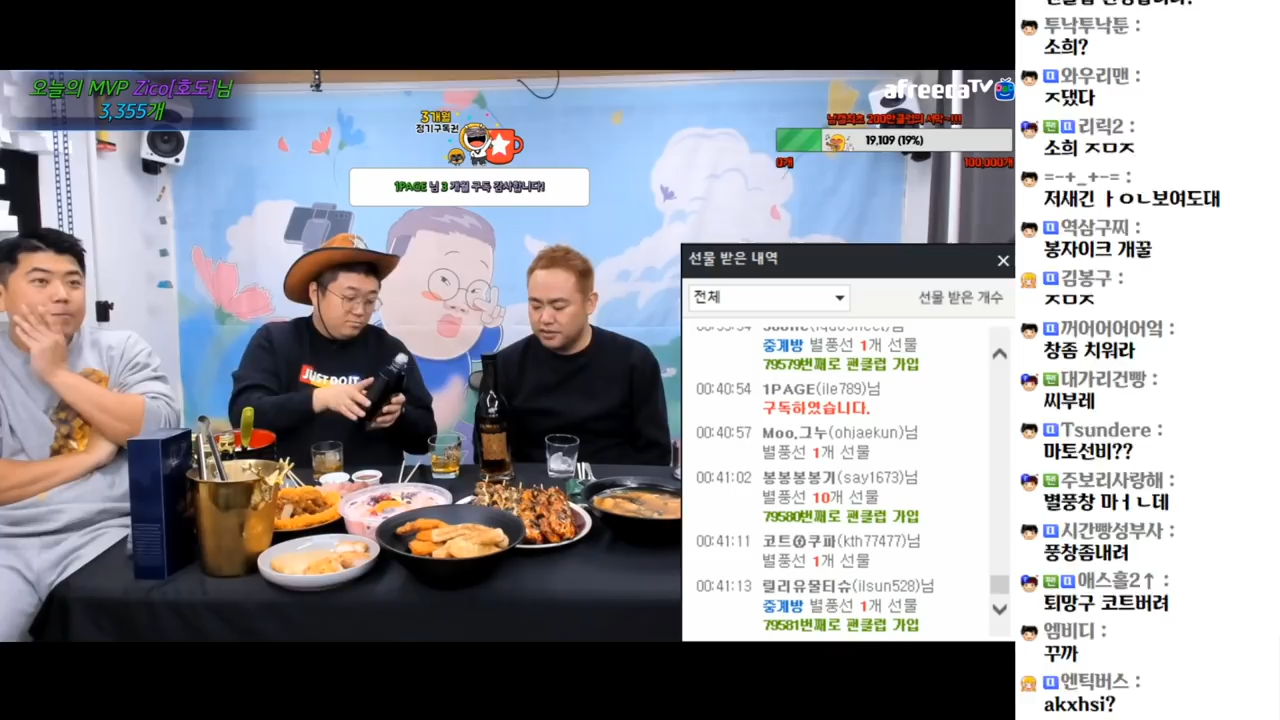 오늘의 MVP Zico[호도]님
3,355개
3개월
정기구독권
1PAGE 님 3 개월 구독 감사합니다!
afreecaTV
19,109 (19%)
0개
100,000개
선물 받은 내역
전체
선물 받은 개수
중계방 별풍선 1개 선물
79579번째로 팬클럽 가입
00:40:54 1PAGE(ile789)님
구독하였습니다.
00:40:57 Moo.그누(ohjaekun)님
별풍선 1개 선물
00:41:02 봉봉봉봉기(say1673)님
별풍선 10개 선물
79580번째로 팬클럽 가입
00:41:11 코트@쿠파(kth77477)님
별풍선 1개 선물
00:41:13 릴리유물티슈(ilsun528)님
중계방 별풍선 1개 선물
79581번째로 팬클럽 가입
JUST DO IT
투낙투낙툰 :
소희?
와우리맨 :
ㅈ댔다
팬 리릭2 :
소희 ㅈㅁㅈ
=-+_+-= :
저새긴 ㅏㅇㄴ보여도대
역삼구찌 :
봉자이크 개꿀
김봉구 :
ㅈㅁㅈ
꺼어어어어억 :
창좀 치워라
팬 대가리건빵 :
씨부레
Tsundere :
마토선비??
팬 주보리사랑해 :
별풍창 마ㅓㄴ데
시간빵성부사 :
풍창좀내려
팬 애스홀2↑ :
퇴망구 코트버려
엠비디 :
꾸까
엔틱버스 :
akxhsi?